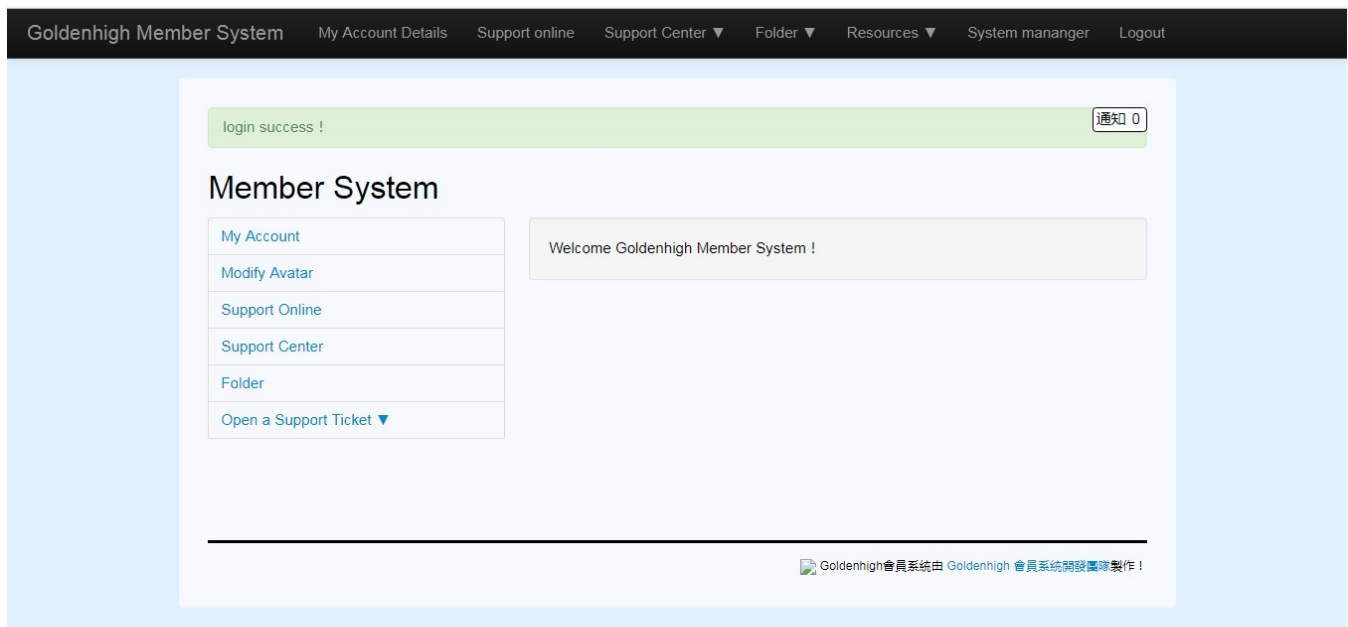 Goldenhigh Member System My Account Details Support online Support Center ▼ Folder ▼ Resources ▼ System mananger Logout
login success !
通知 0
Member System
My Account
Modify Avatar
Support Online
Support Center
Folder
Open a Support Ticket ▼
Welcome Goldenhigh Member System !
Goldenhigh會員系統由 Goldenhigh 會員系統開發團隊製作！